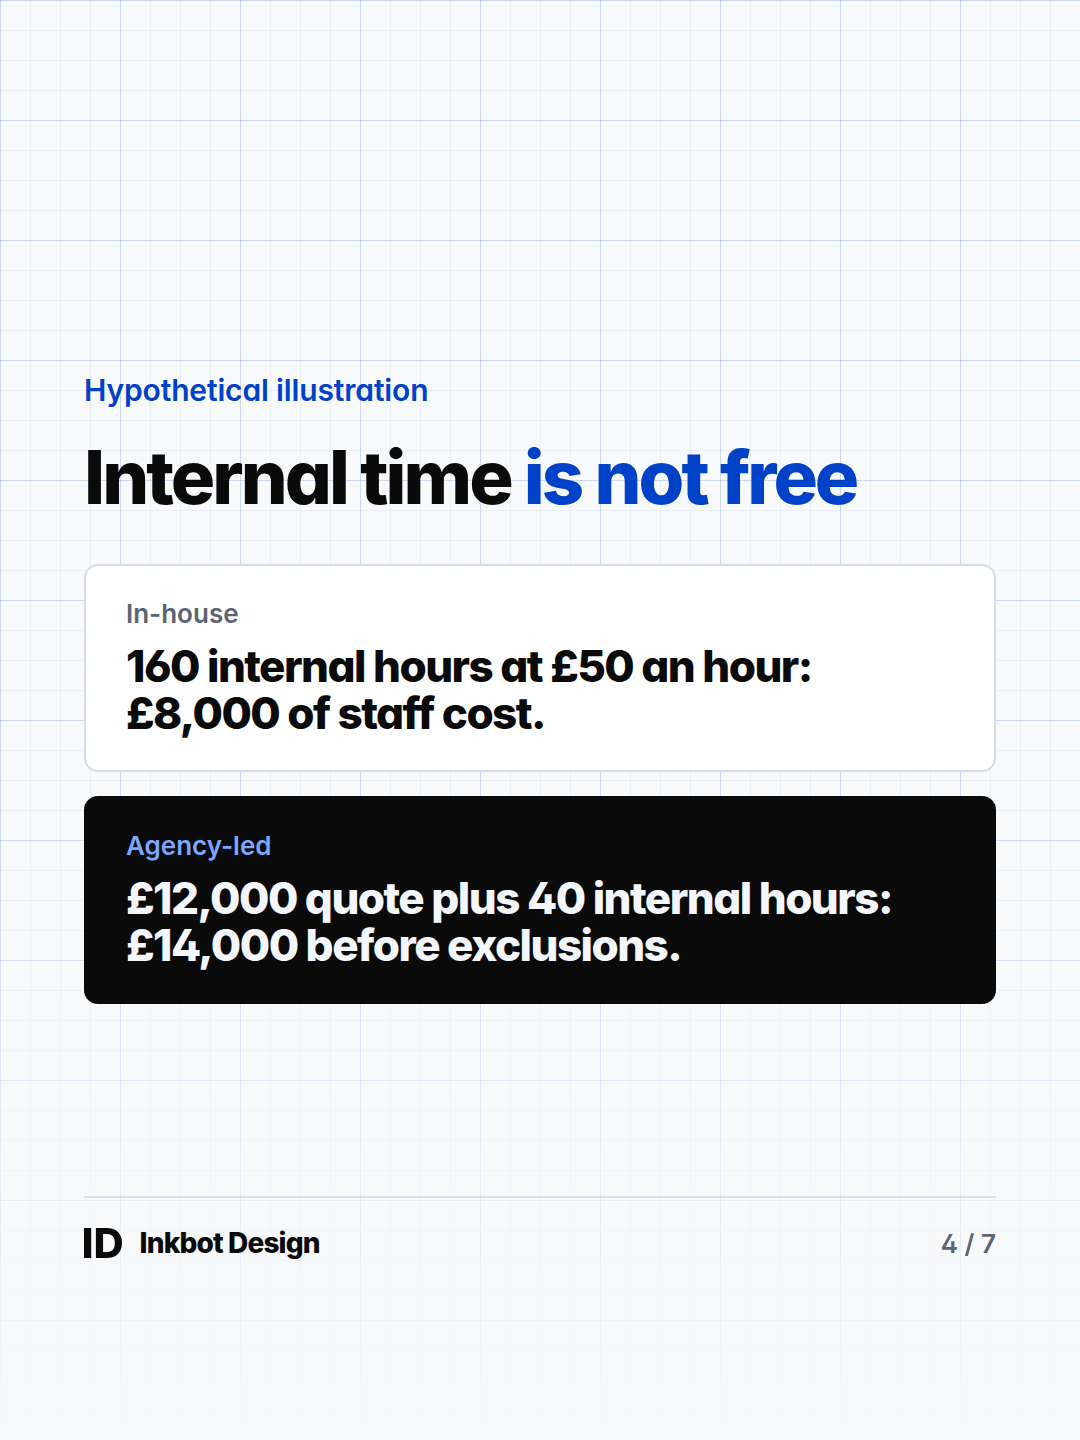 Hypothetical illustration
Internal time is not free
In-house
160 internal hours at £50 an hour:
£8,000 of staff cost.
Agency-led
£12,000 quote plus 40 internal hours:
£14,000 before exclusions.
ID Inkbot Design
4 / 7